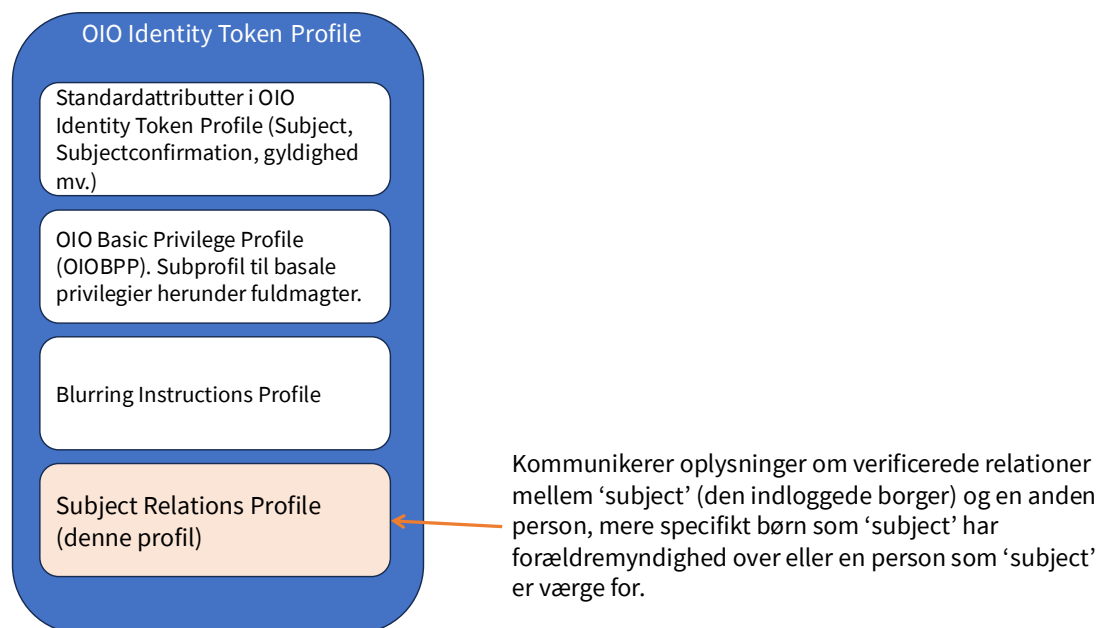 OIO Identity Token Profile
Standardattributter i OIO
Identity Token Profile (Subject,
Subjectconfirmation, gyldighed
mv.)
OIO Basic Privilege Profile
(OIOBPP). Subprofil til basale
privilegier herunder fuldmagter.
Blurring Instructions Profile
Subject Relations Profile
(denne profil)
Kommunikerer oplysninger om verificerede relationer
mellem ‘subject’ (den indloggede borger) og en anden
person, mere specifikt børn som ‘subject’ har
forældremyndighed over eller en person som ‘subject’
er værge for.